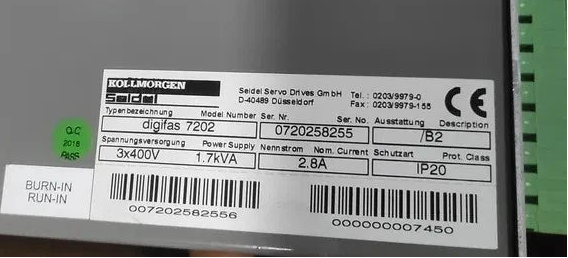 KOLLMORGEN
Seidel
Seidel Servo Drives GmbH
D-40489 Düsseldorf
Tel. : 0203/9979-0
Fax : 0203/9979-155
CE
Typenbezeichnung Model Number Ser. Nr. Ser. No. Ausstattung Description
digifas 7202 0720258255 /B2
Spannungsversorgung Power Supply Nennstrom Nom. Current Schutzart Prot. Class
3x400V 1.7kVA 2.8A IP20
007202582556 000000007450
QC
2018
PASS
BURN-IN
RUN-IN